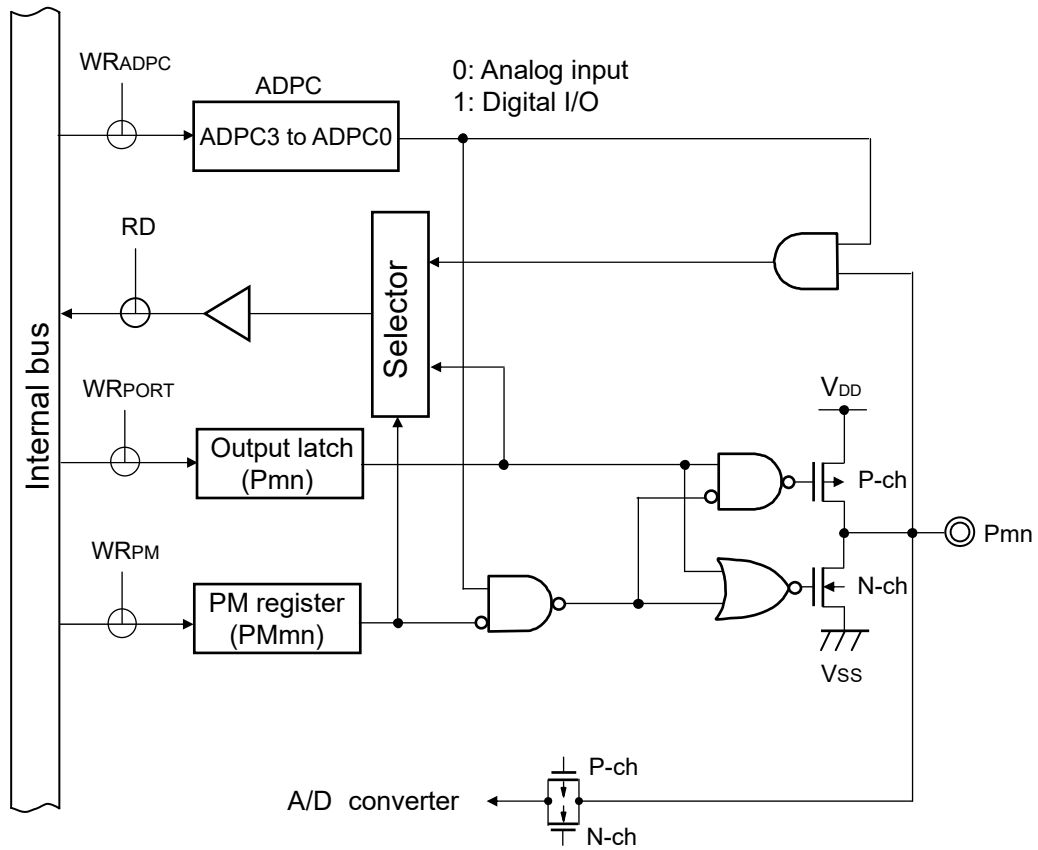 WRADPC
ADPC
ADPC3 to ADPC0
0: Analog input
1: Digital I/O
RD
Selector
Internal bus
WRPORT
Output latch
(Pmn)
VDD
P-ch
Pmn
WRPM
PM register
(PMmn)
N-ch
VSS
P-ch
A/D converter
N-ch